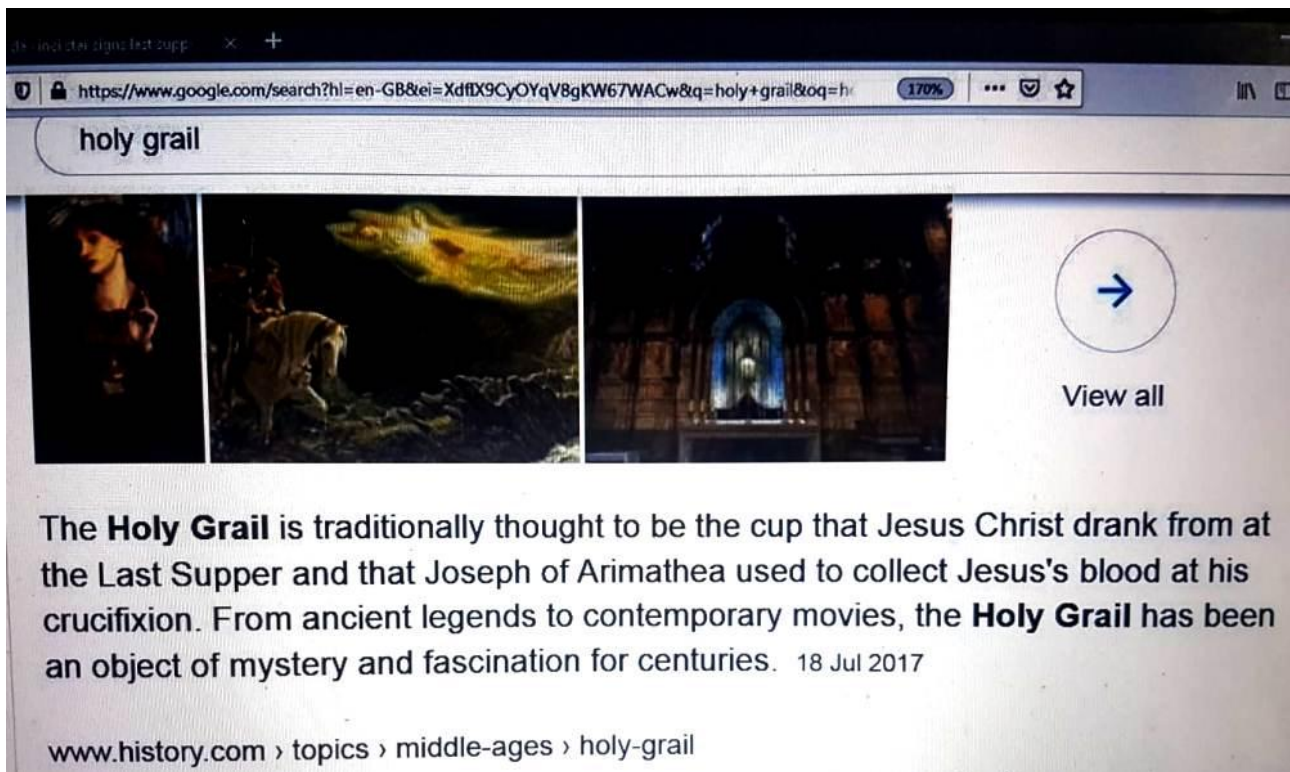 https://www.google.com/search?hl=en-GB&ei=XdflX9CyOYqV8gKW67WACw&q=holy+grail&oq=h
170%
holy grail
View all
The Holy Grail is traditionally thought to be the cup that Jesus Christ drank from at
the Last Supper and that Joseph of Arimathea used to collect Jesus's blood at his
crucifixion. From ancient legends to contemporary movies, the Holy Grail has been
an object of mystery and fascination for centuries. 18 Jul 2017
www.history.com › topics › middle-ages › holy-grail